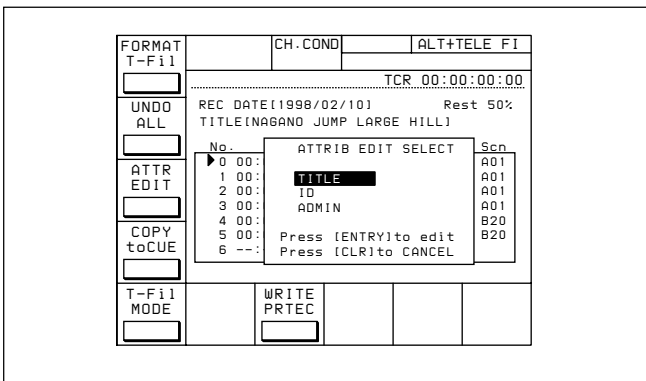 FORMAT T-Fil
CH.COND
ALT+TELE FI
TCR 00:00:00:00
UNDO ALL
REC DATE[1998/02/10] Rest 50%
TITLE[NAGANO JUMP LARGE HILL]
No. Scn
0 00: A01
1 00: A01
2 00: A01
3 00: A01
4 00: B20
5 00: B20
6 --:
ATTRIB EDIT SELECT
TITLE
ID
ADMIN
Press [ENTRY]to edit
Press [CLR]to CANCEL
ATTR EDIT
COPY toCUE
T-Fil MODE
WRITE PRTEC